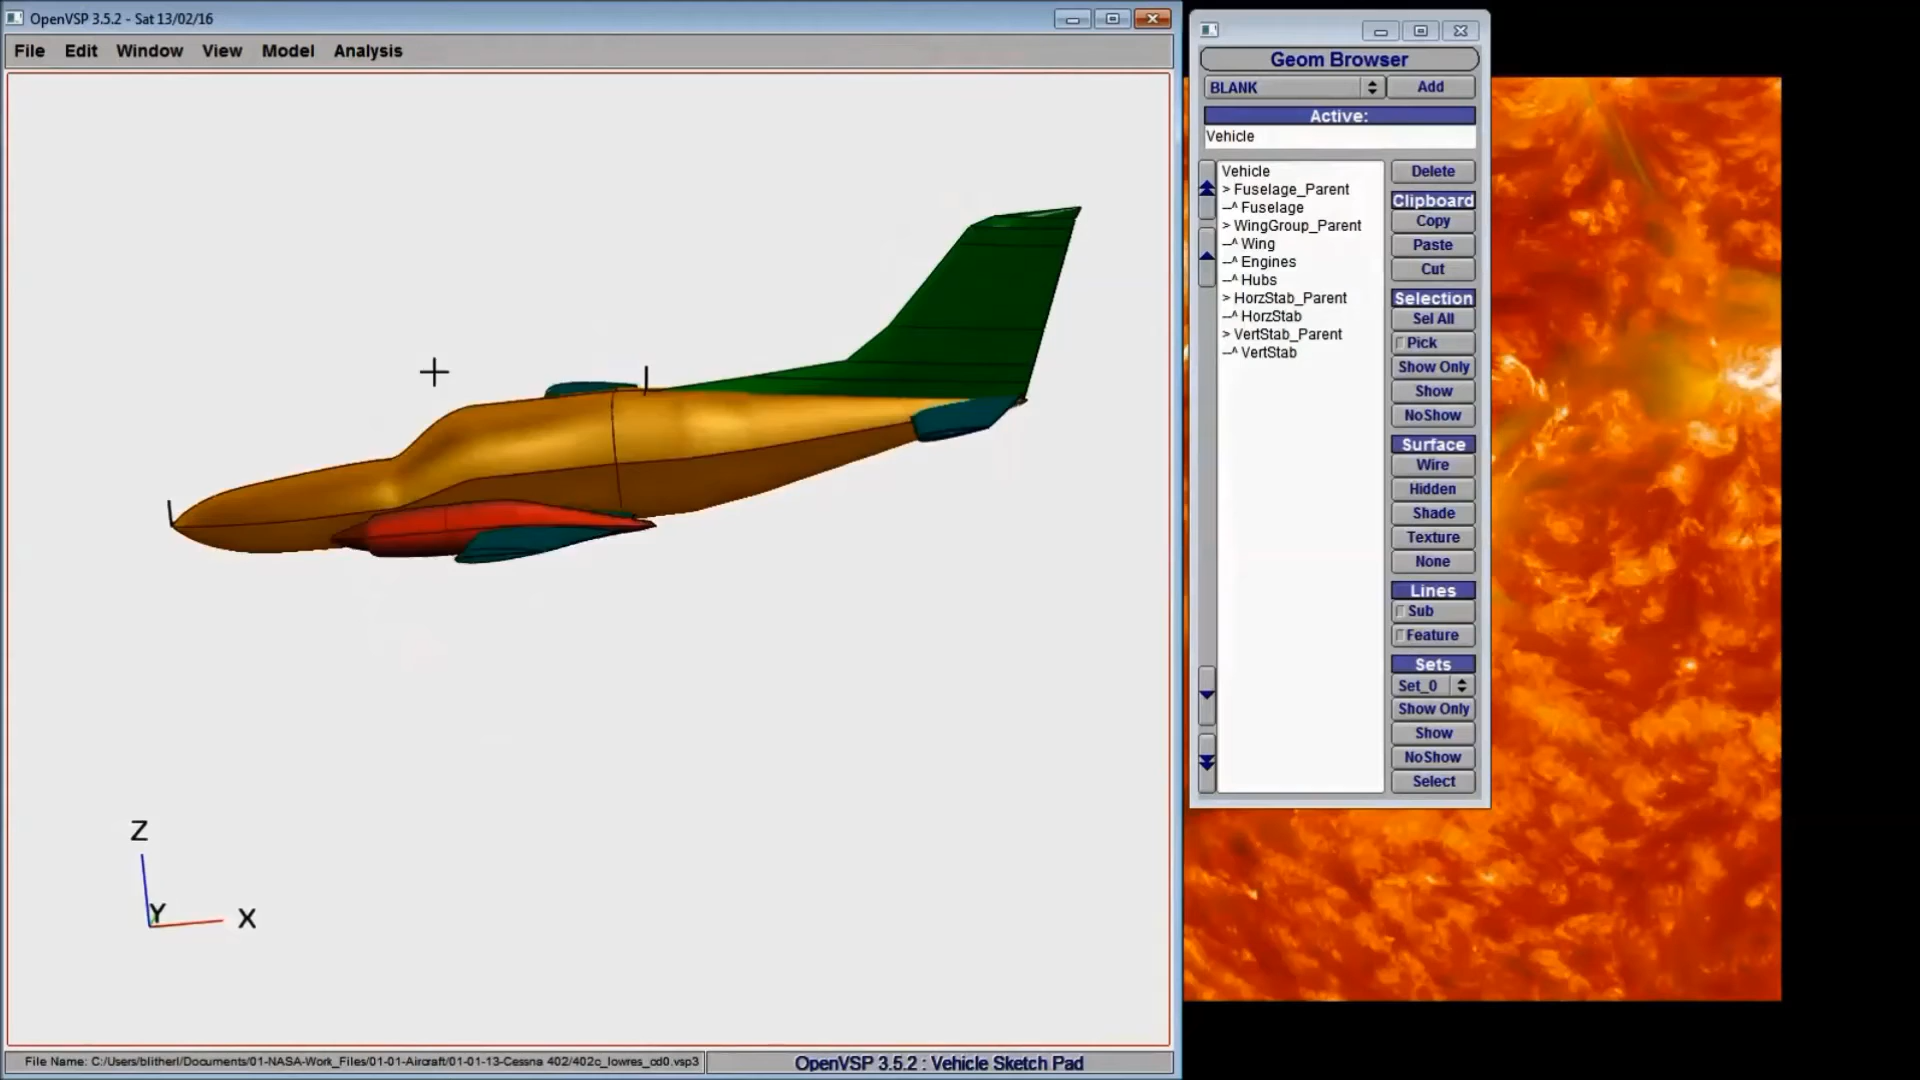 OpenVSP 3.5.2 - Sat 13/02/16
File Edit Window View Model Analysis
Z
Y
X
File Name: C:/Users/blitherl/Documents/01-NASA-Work_Files/01-01-Aircraft/01-01-13-Cessna 402/402c_lowres_cd0.vsp3
OpenVSP 3.5.2 : Vehicle Sketch Pad
Geom Browser
BLANK
Add
Active:
Vehicle
Vehicle
> Fuselage_Parent
--^ Fuselage
> WingGroup_Parent
--^ Wing
--^ Engines
--^ Hubs
> HorzStab_Parent
--^ HorzStab
> VertStab_Parent
--^ VertStab
Delete
Clipboard
Copy
Paste
Cut
Selection
Sel All
Pick
Show Only
Show
NoShow
Surface
Wire
Hidden
Shade
Texture
None
Lines
Sub
Feature
Sets
Set_0
Show Only
Show
NoShow
Select